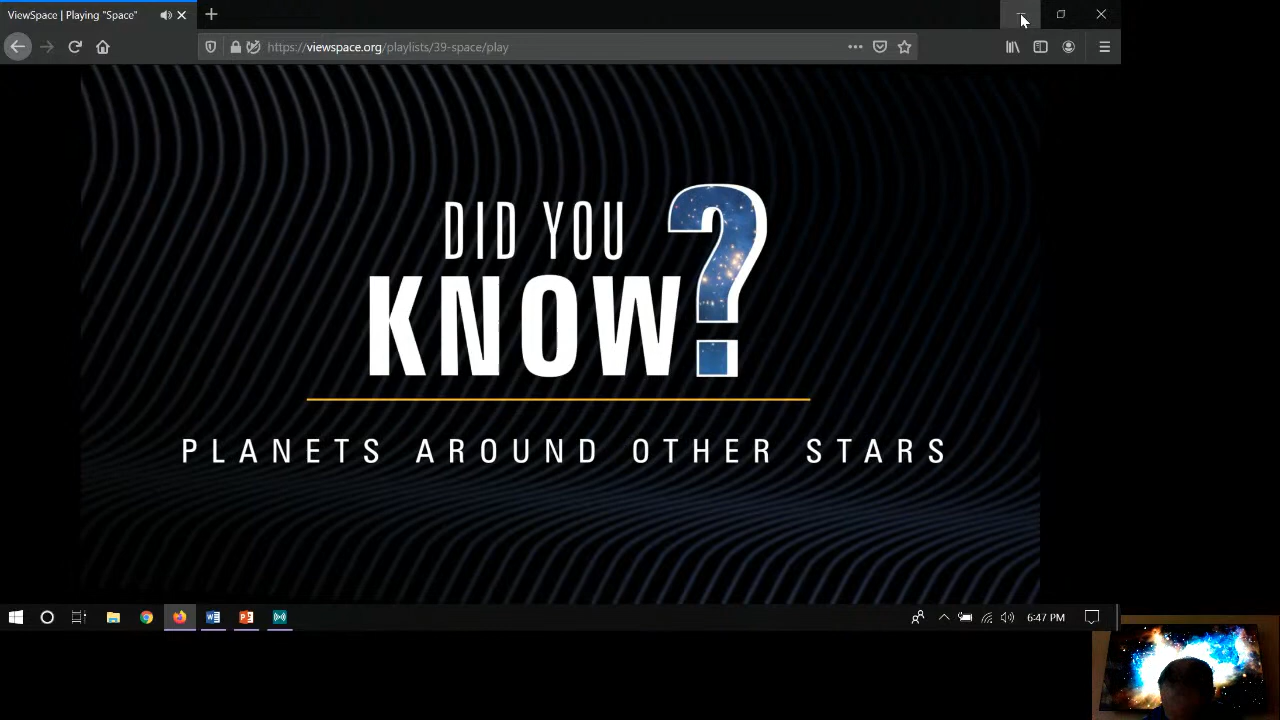 ViewSpace | Playing "Space"
https://viewspace.org/playlists/39-space/play
DID YOU
KNOW?
PLANETS AROUND OTHER STARS
6:47 PM